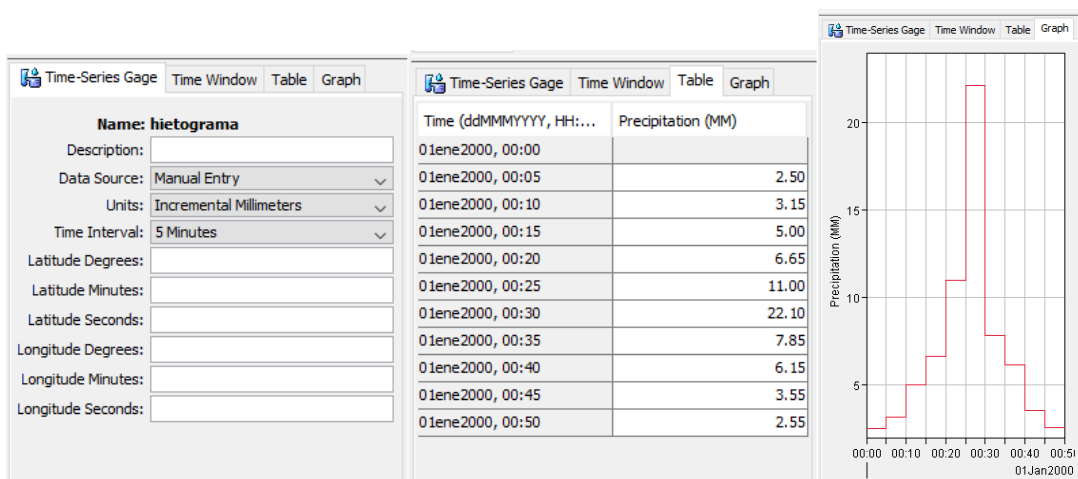 Time-Series Gage Time Window Table Graph
Name: hietograma
Description:
Data Source: Manual Entry
Units: Incremental Millimeters
Time Interval: 5 Minutes
Latitude Degrees:
Latitude Minutes:
Latitude Seconds:
Longitude Degrees:
Longitude Minutes:
Longitude Seconds:
Time-Series Gage Time Window Table Graph
Time (ddMMMYYYY, HH:... Precipitation (MM)
01ene2000, 00:00
01ene2000, 00:05 2.50
01ene2000, 00:10 3.15
01ene2000, 00:15 5.00
01ene2000, 00:20 6.65
01ene2000, 00:25 11.00
01ene2000, 00:30 22.10
01ene2000, 00:35 7.85
01ene2000, 00:40 6.15
01ene2000, 00:45 3.55
01ene2000, 00:50 2.55
Time-Series Gage Time Window Table Graph
Precipitation (MM)
20
15
10
5
00:00 00:10 00:20 00:30 00:40 00:5
01Jan2000